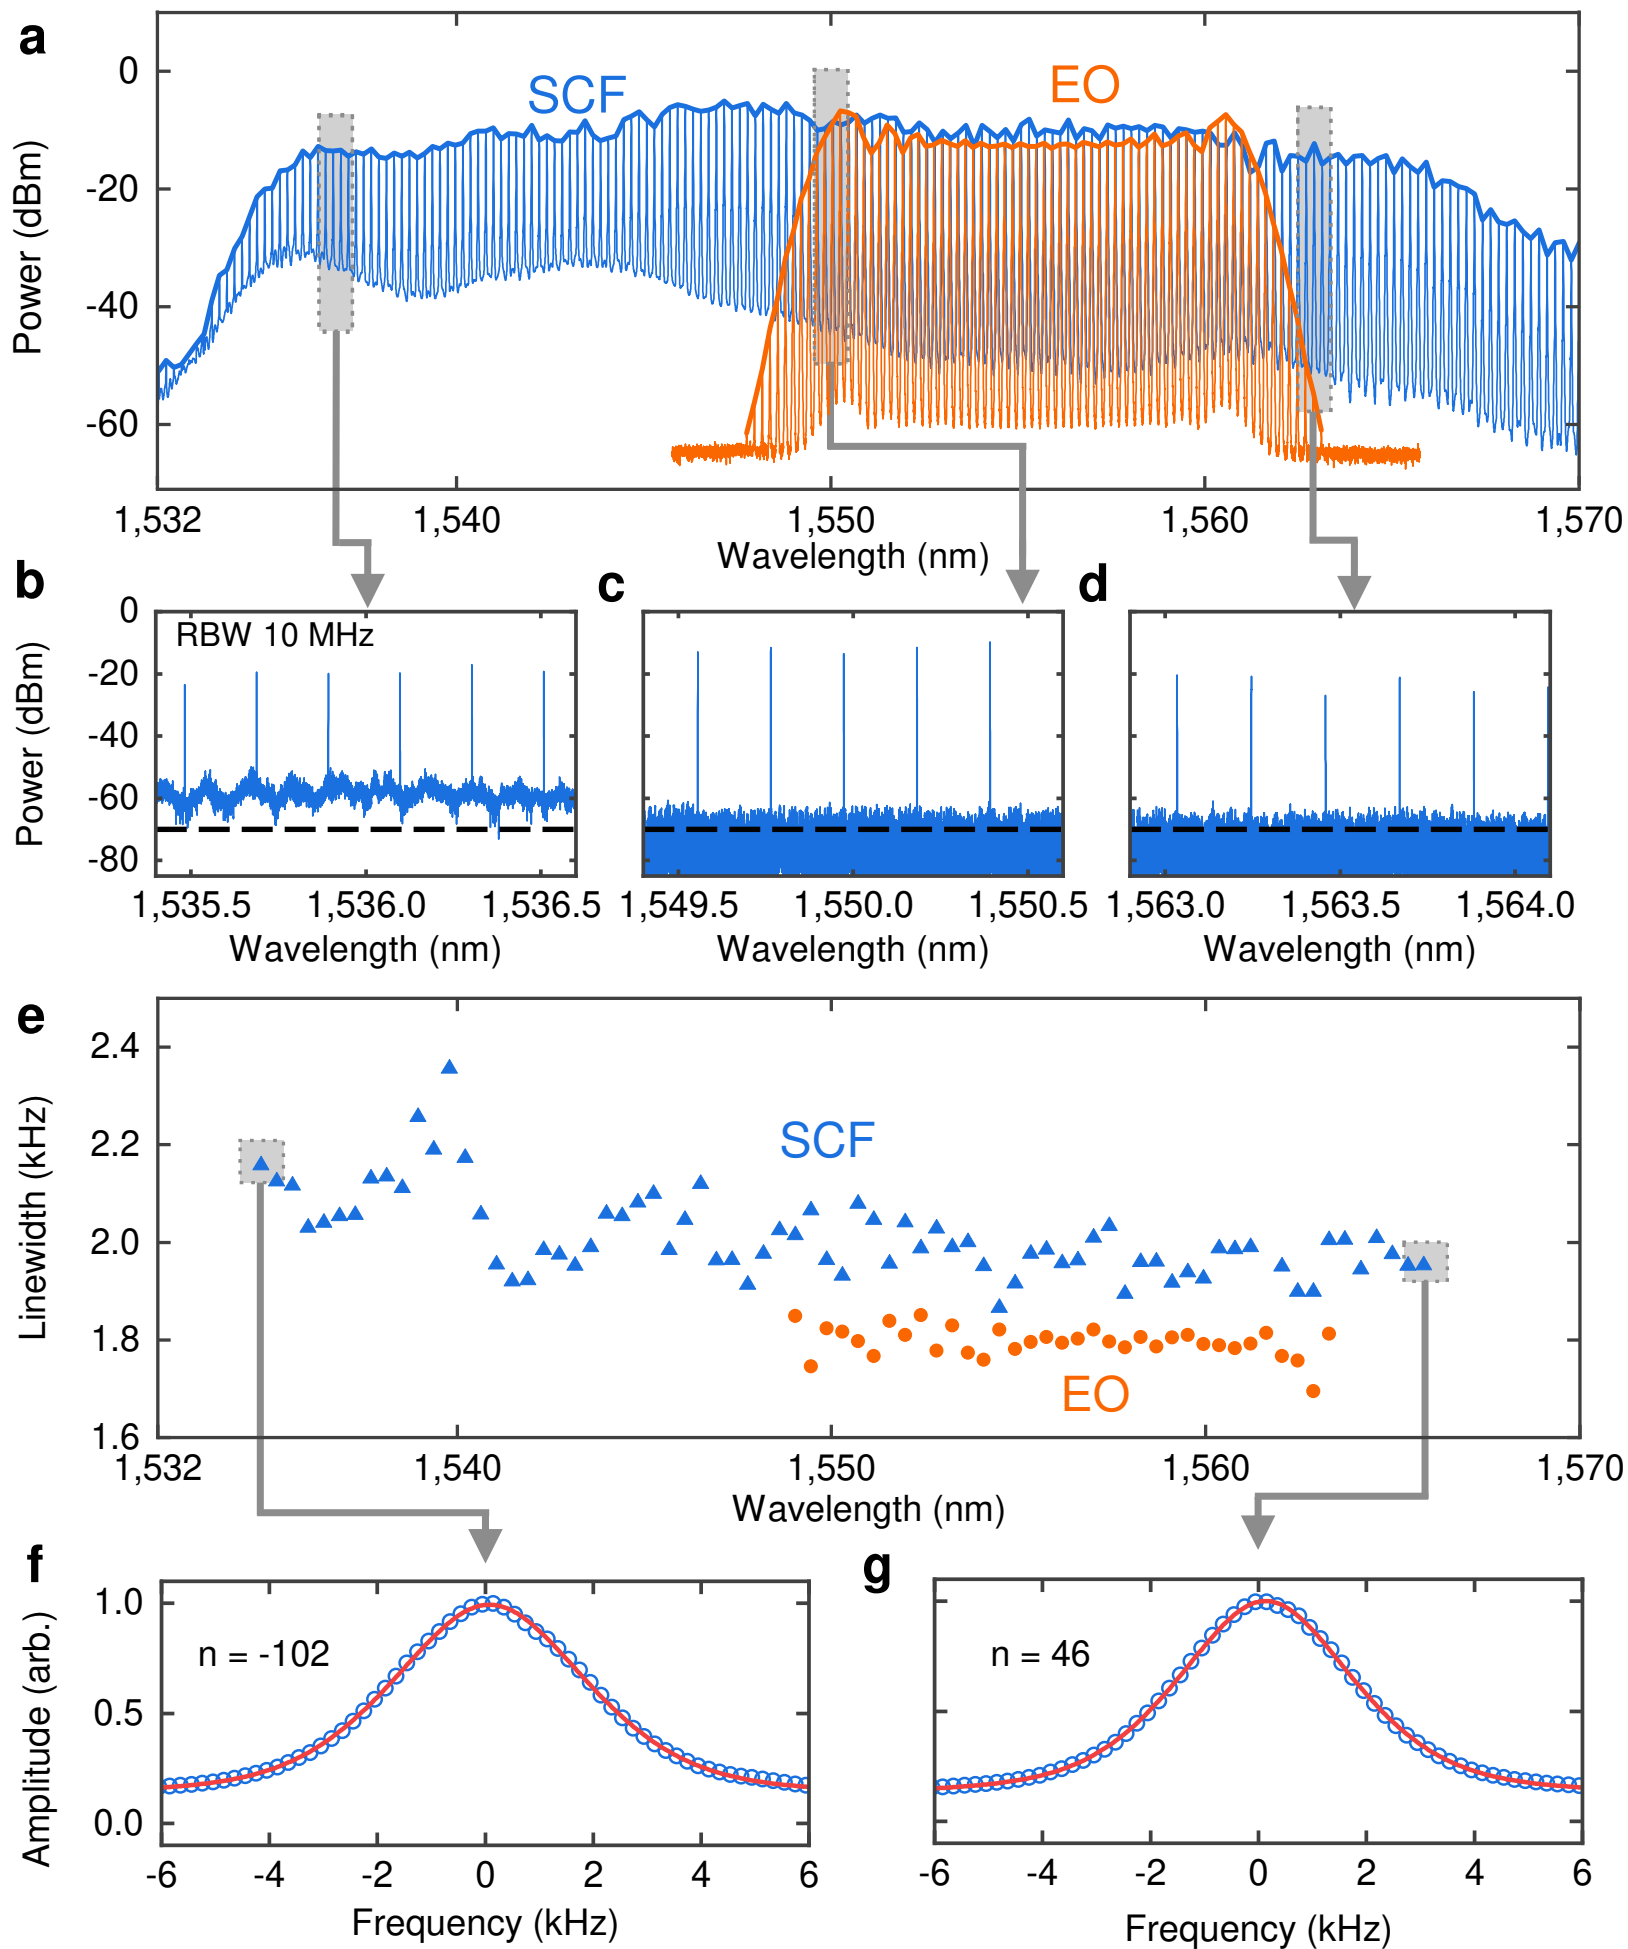 a
Power (dBm)
0
-20
-40
-60
SCF
EO
1,532
1,540
1,550
1,560
1,570
Wavelength (nm)
b
Power (dBm)
0
-20
-40
-60
-80
RBW 10 MHz
1,535.5
1,536.0
1,536.5
Wavelength (nm)
c
1,549.5
1,550.0
1,550.5
Wavelength (nm)
d
1,563.0
1,563.5
1,564.0
Wavelength (nm)
e
Linewidth (kHz)
2.4
2.2
2.0
1.8
1.6
SCF
EO
1,532
1,540
1,550
1,560
1,570
Wavelength (nm)
f
Amplitude (arb.)
1.0
0.5
0.0
n = -102
-6
-4
-2
0
2
4
6
Frequency (kHz)
g
n = 46
-6
-4
-2
0
2
4
6
Frequency (kHz)